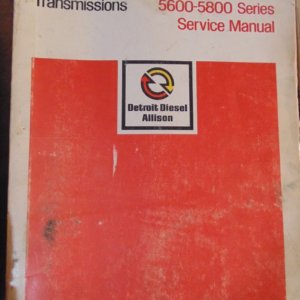 Transmissions
5600-5800 Series
Service Manual
Detroit Diesel
Allison